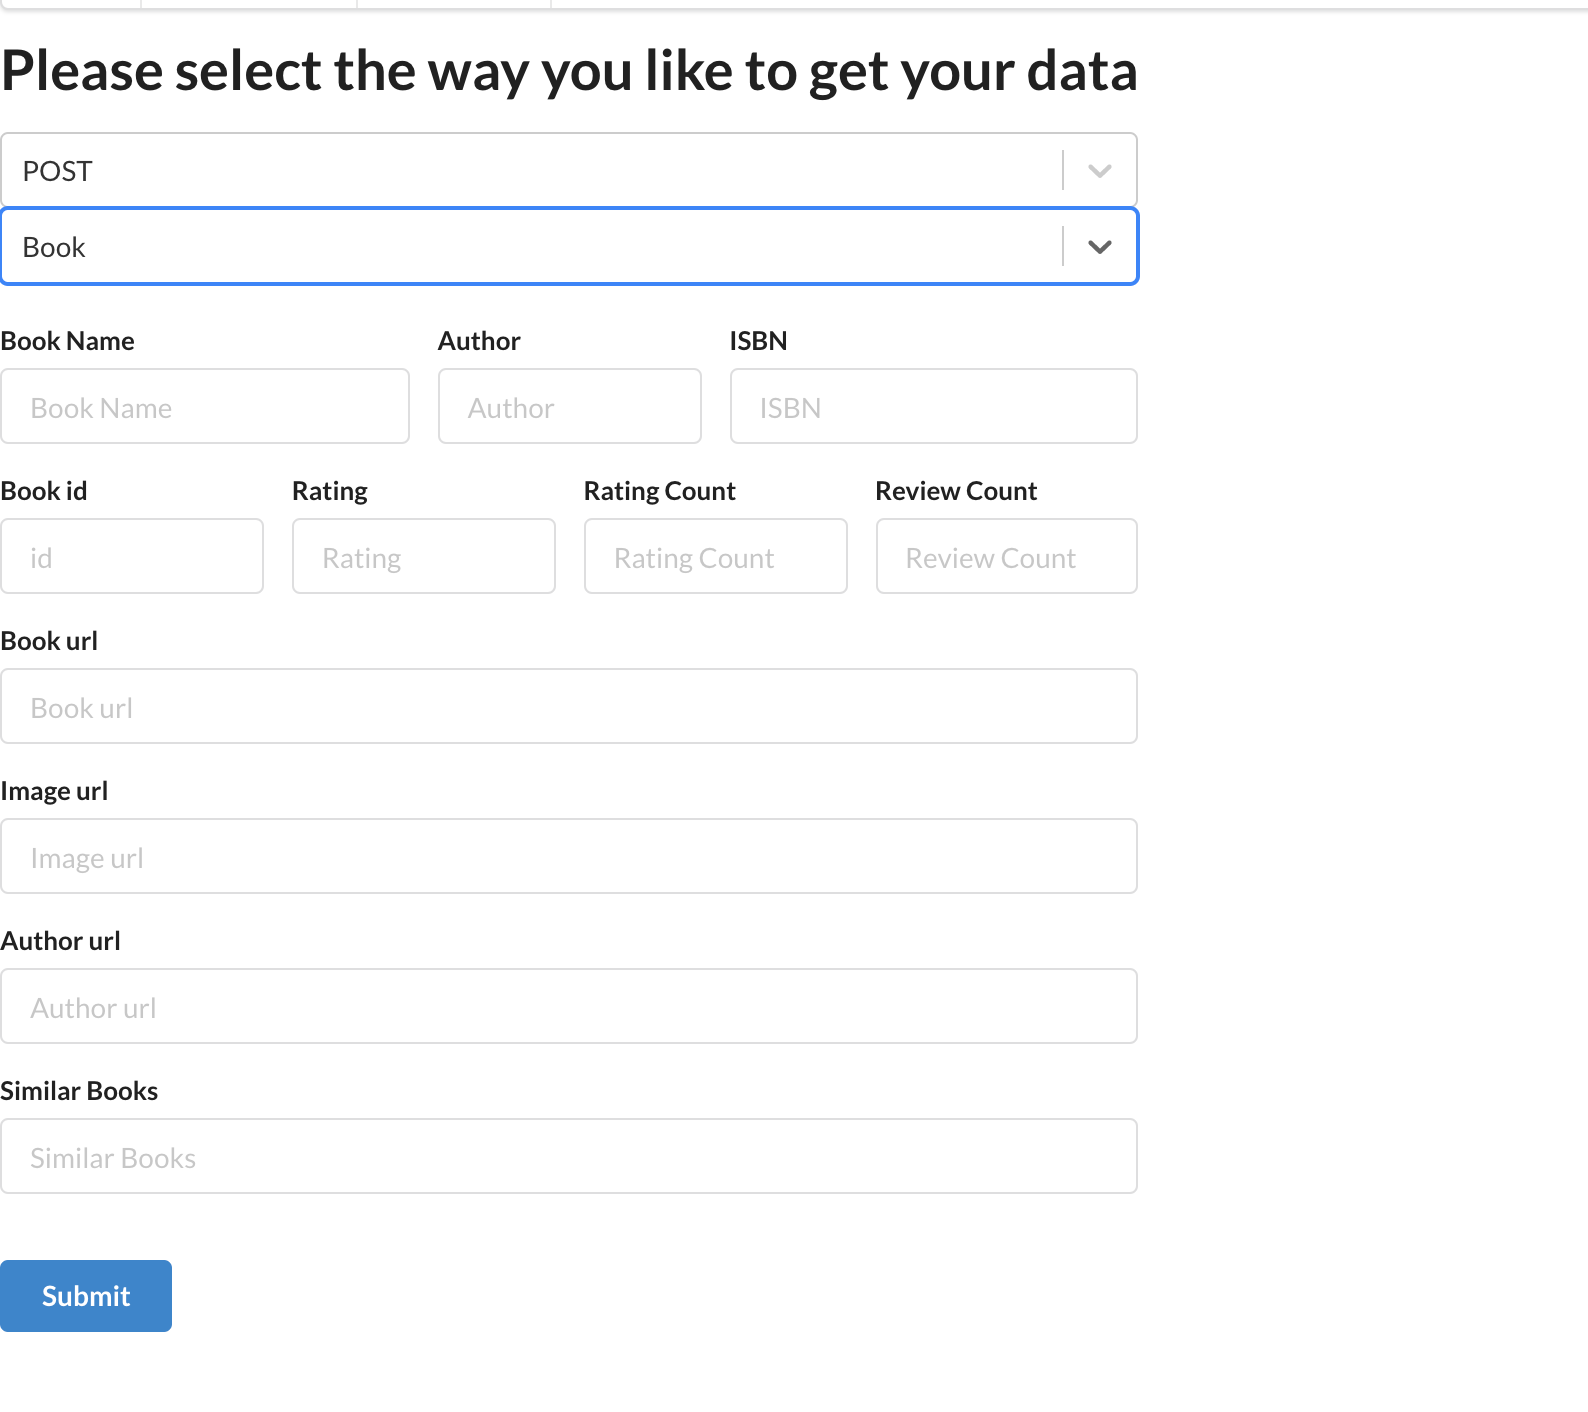 Please select the way you like to get your data
POST
Book
Book Name Author ISBN
Book Name Author ISBN
Book id Rating Rating Count Review Count
id Rating Rating Count Review Count
Book url
Book url
Image url
Image url
Author url
Author url
Similar Books
Similar Books
Submit